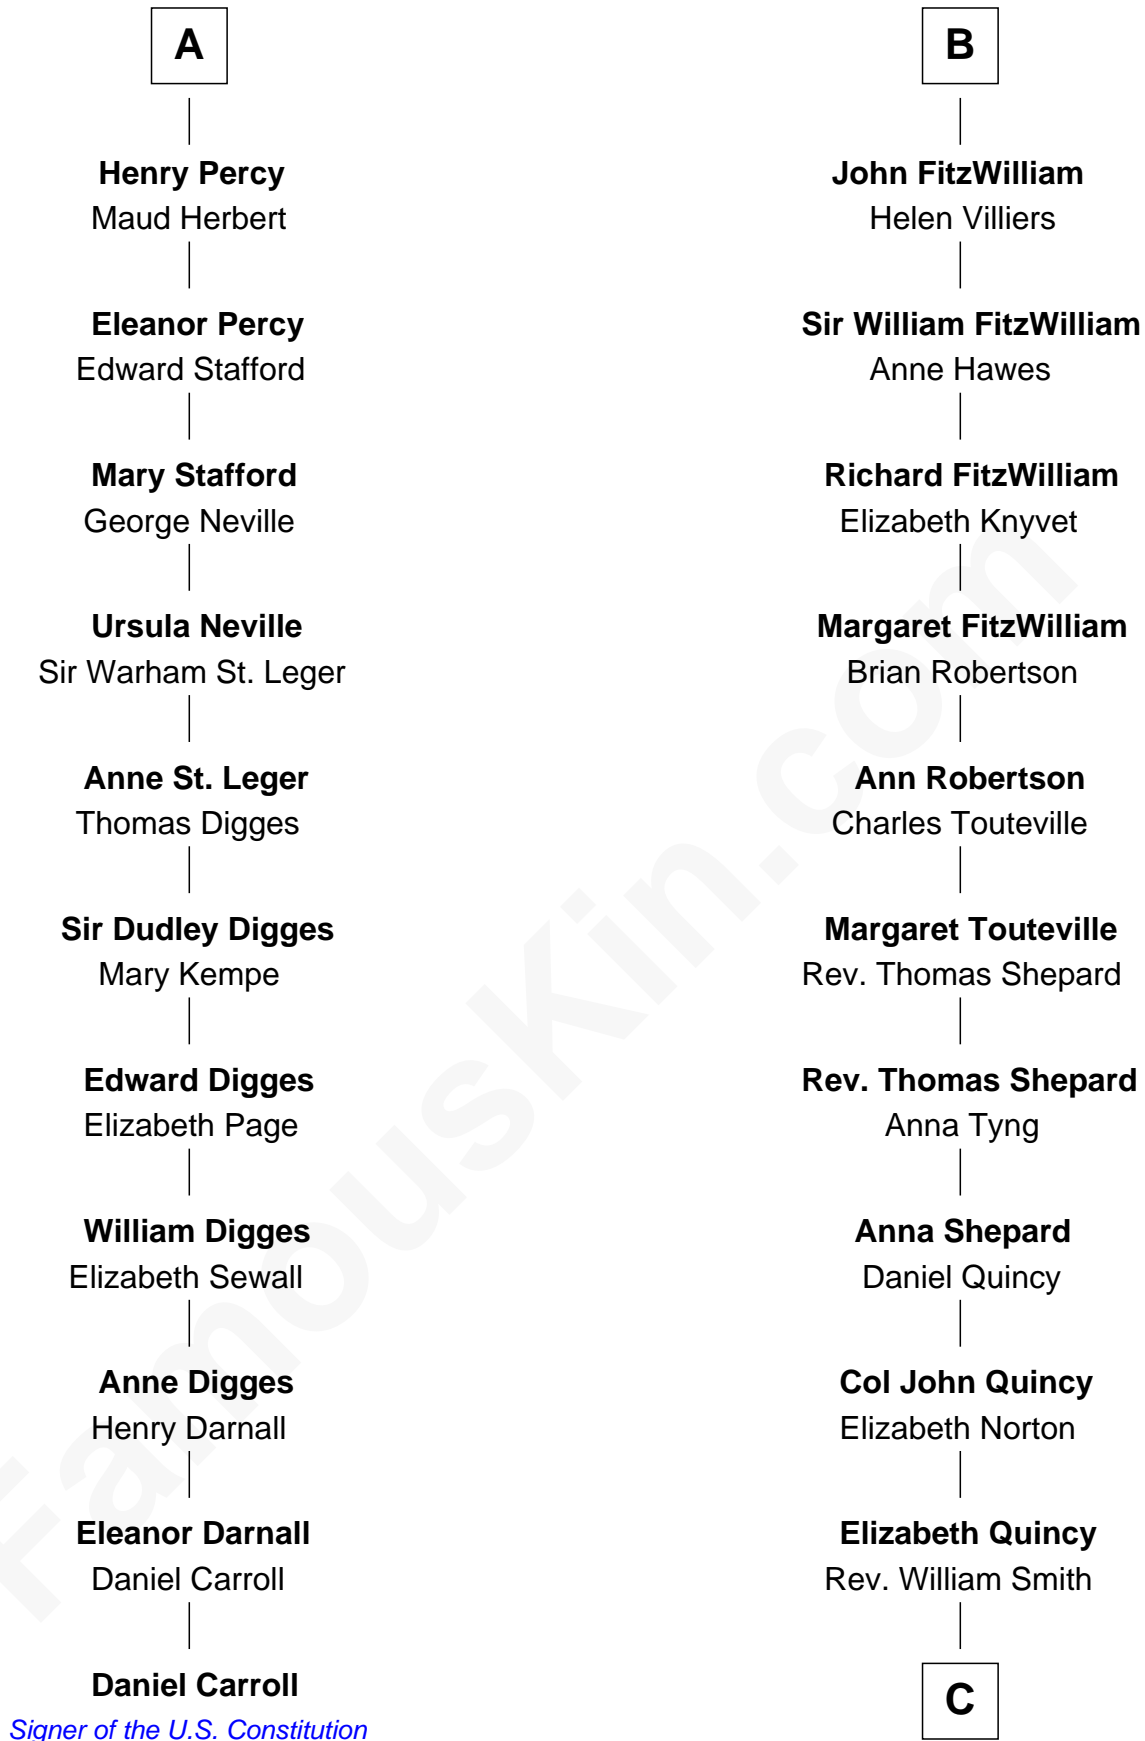 A
Henry Percy
Maud Herbert
Eleanor Percy
Edward Stafford
Mary Stafford
George Neville
Ursula Neville
Sir Warham St. Leger
Anne St. Leger
Thomas Digges
Sir Dudley Digges
Mary Kempe
Edward Digges
Elizabeth Page
William Digges
Elizabeth Sewall
Anne Digges
Henry Darnall
Eleanor Darnall
Daniel Carroll
Daniel Carroll
Signer of the U.S. Constitution
B
John FitzWilliam
Helen Villiers
Sir William FitzWilliam
Anne Hawes
Richard FitzWilliam
Elizabeth Knyvet
Margaret FitzWilliam
Brian Robertson
Ann Robertson
Charles Touteville
Margaret Touteville
Rev. Thomas Shepard
Rev. Thomas Shepard
Anna Tyng
Anna Shepard
Daniel Quincy
Col John Quincy
Elizabeth Norton
Elizabeth Quincy
Rev. William Smith
C
FamousKin.com